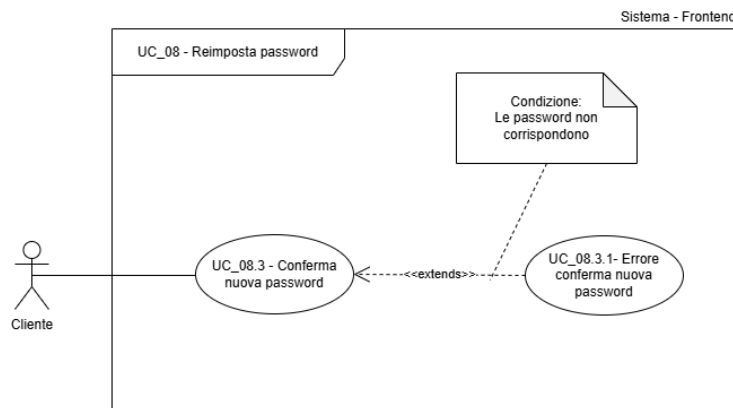 Sistema - Frontend
UC_08 - Reimposta password
Condizione:
Le password non
corrispondono
UC_08.3 - Conferma
nuova password
<<extends>>
UC_08.3.1- Errore
conferma nuova
password
Cliente